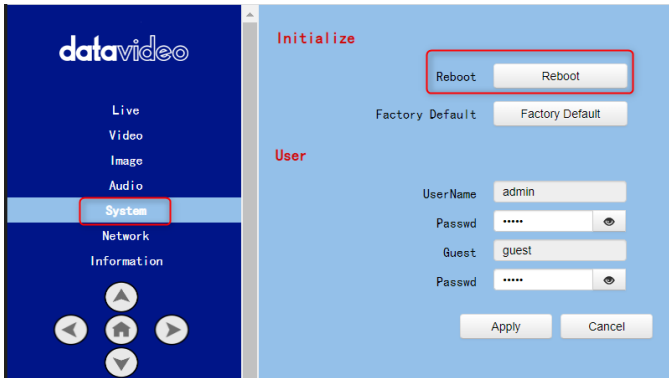 datavideo
Live
Video
Image
Audio
System
Network
Information
Initialize
Reboot Reboot
Factory Default Factory Default
User
UserName admin
Passwd •••••
Guest guest
Passwd •••••
Apply Cancel